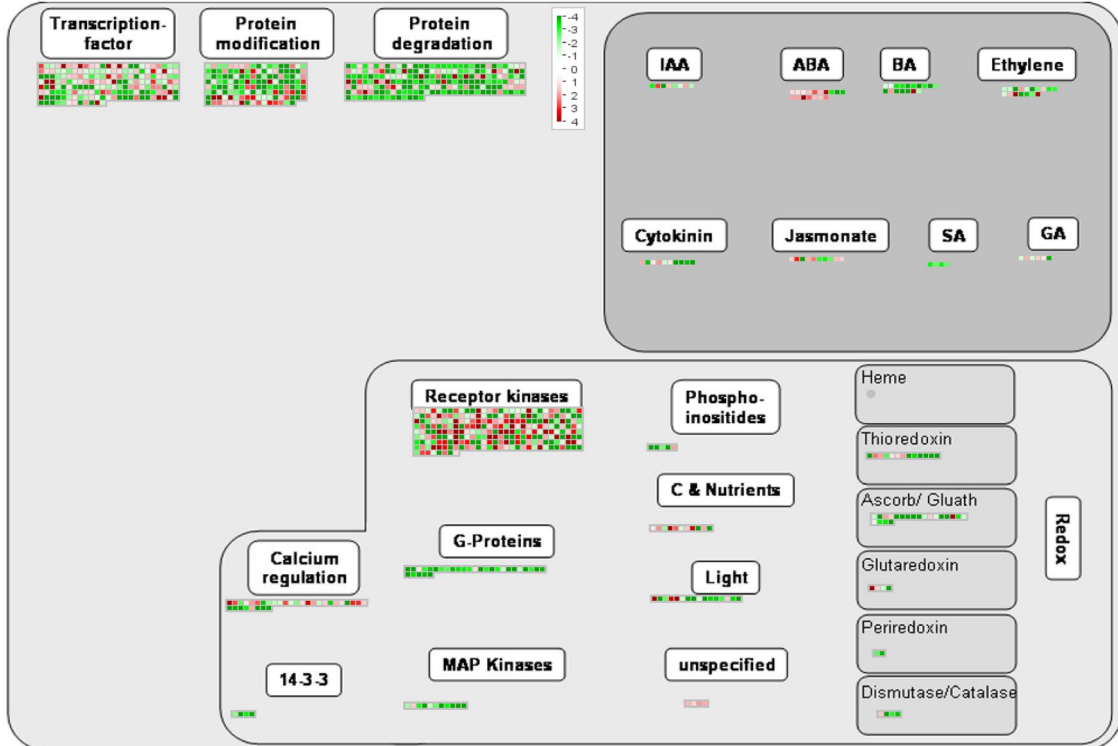 Transcription-
factor
Protein
modification
Protein
degradation
-4
-3
-2
-1
0
1
2
3
4
IAA
ABA
BA
Ethylene
Cytokinin
Jasmonate
SA
GA
Receptor kinases
Phospho-
inositides
C & Nutrients
G-Proteins
Light
Calcium
regulation
MAP Kinases
unspecified
14-3-3
Heme
Thioredoxin
Ascorb/ Gluath
Glutaredoxin
Periredoxin
Dismutase/Catalase
Redox